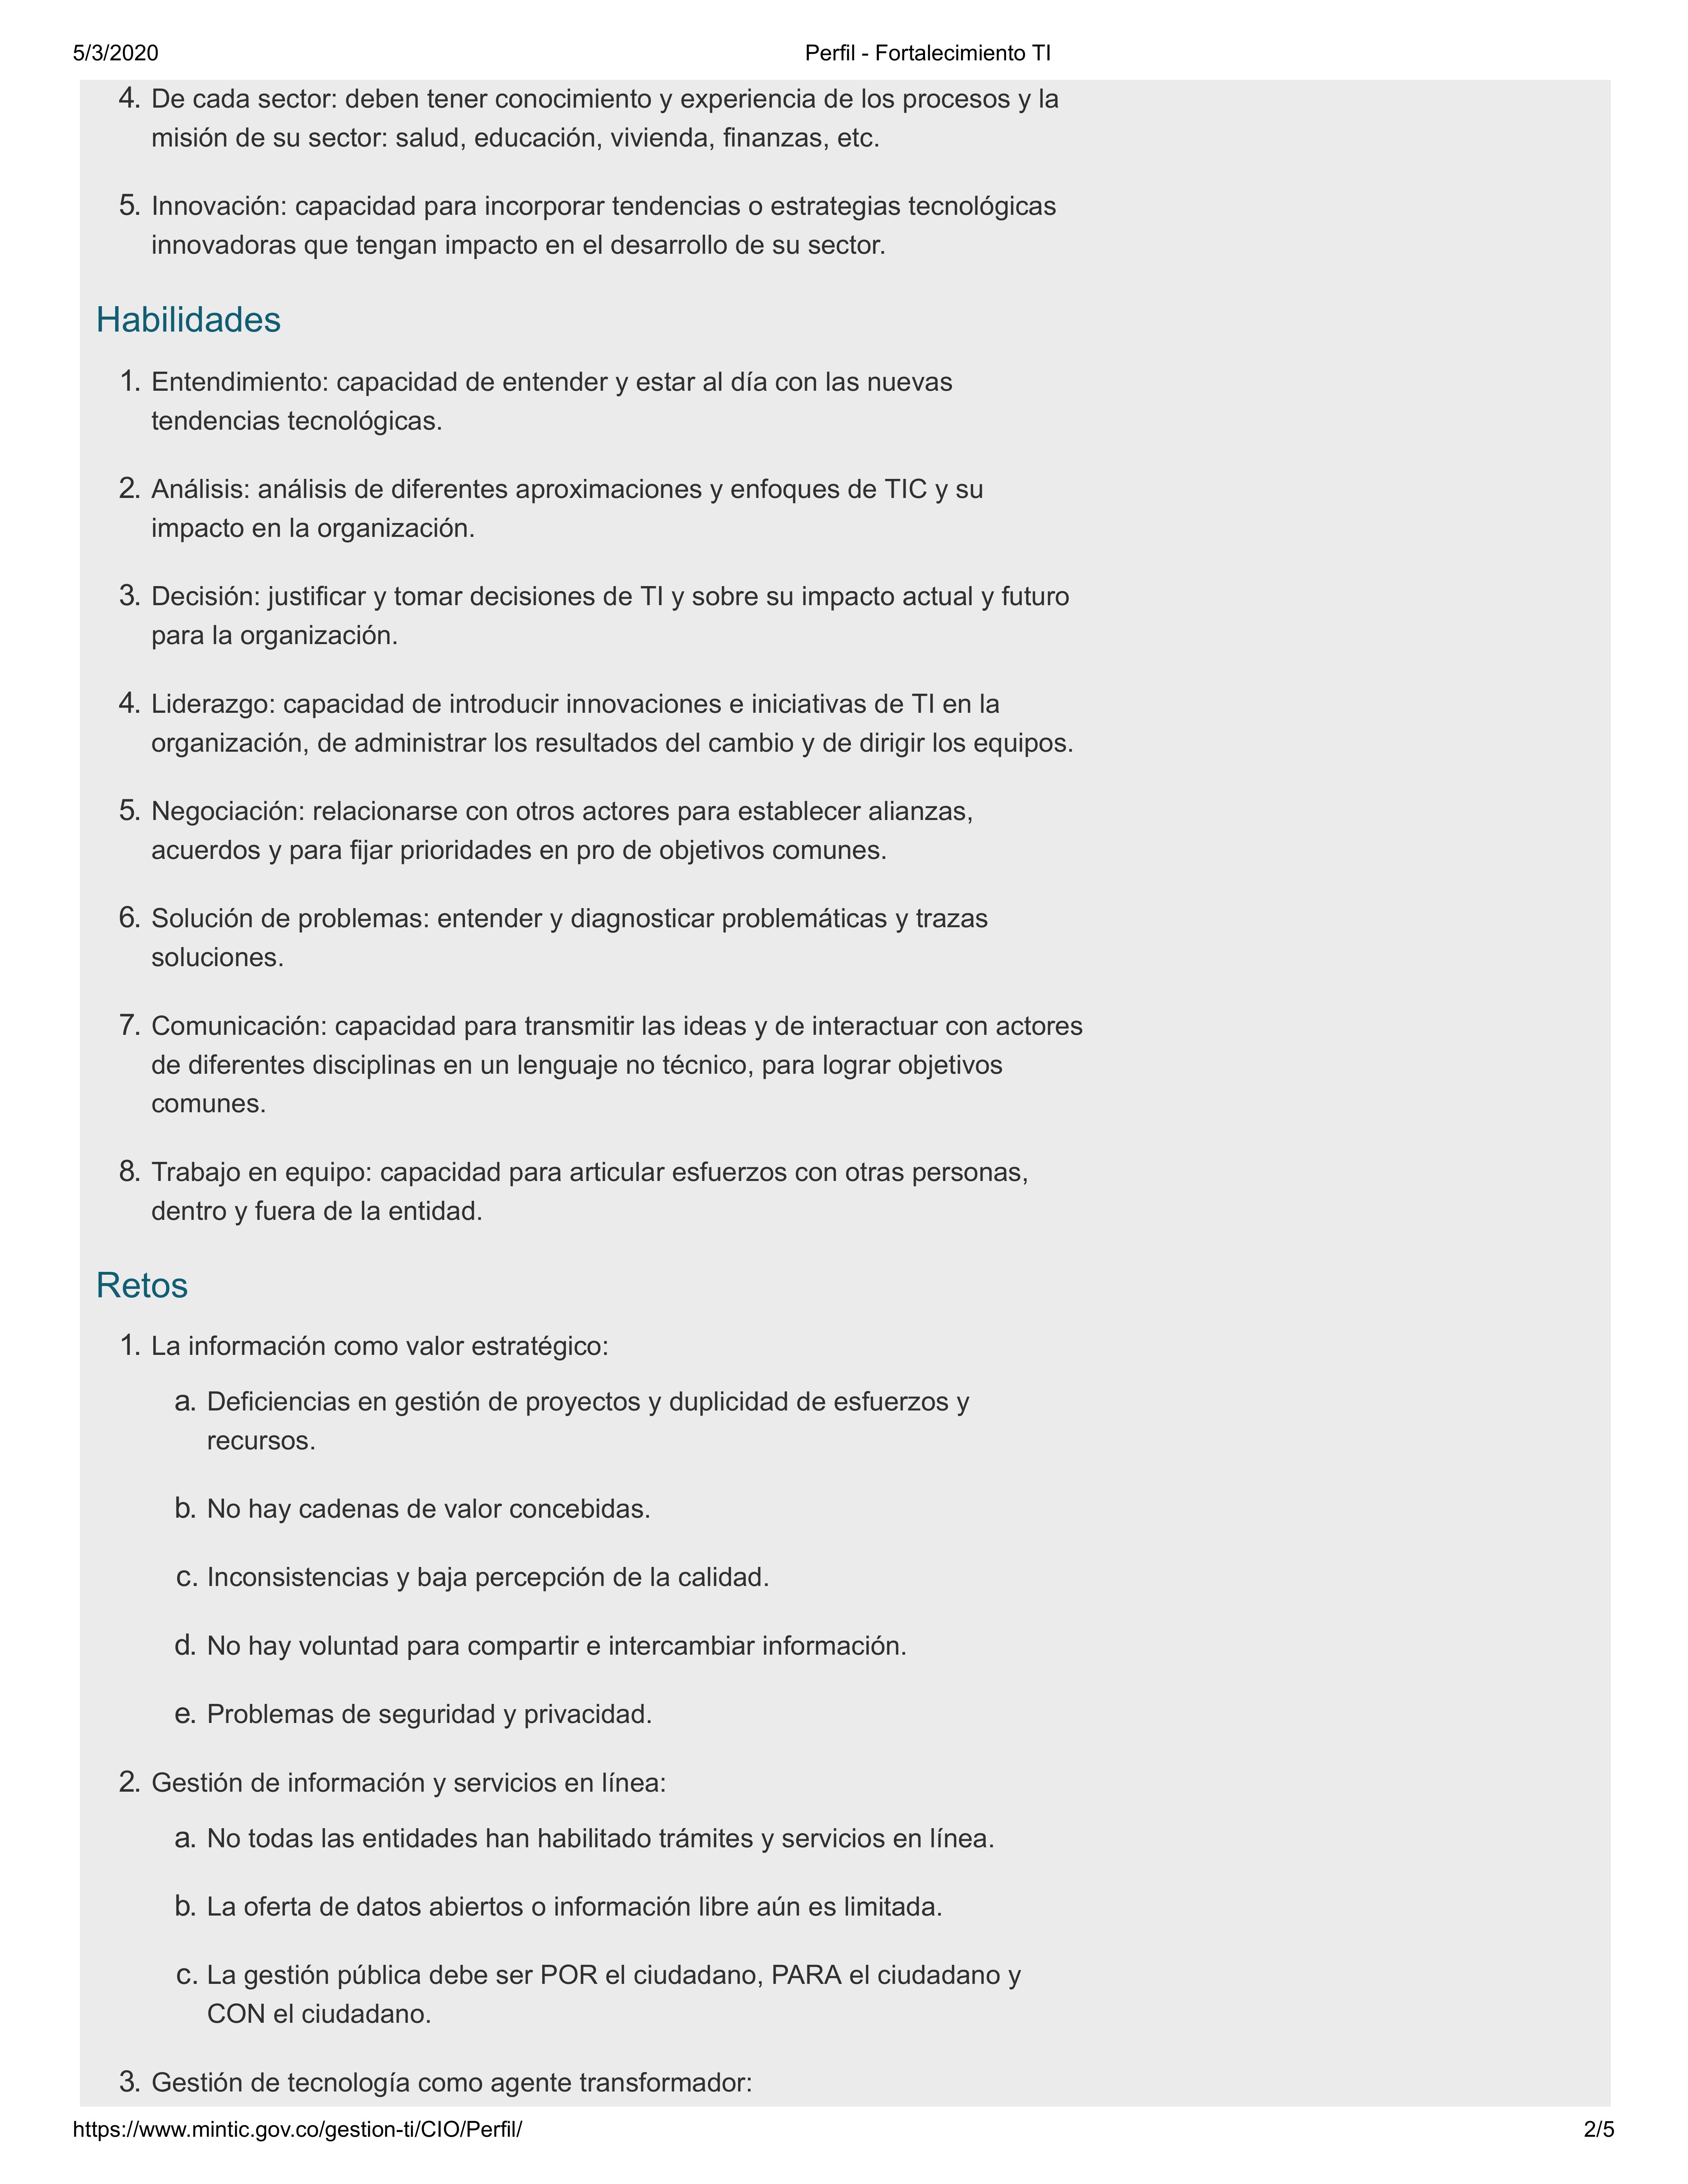 5/3/2020 Perfil - Fortalecimiento TI
4. De cada sector: deben tener conocimiento y experiencia de los procesos y la
misión de su sector: salud, educación, vivienda, finanzas, etc.
5. Innovación: capacidad para incorporar tendencias o estrategias tecnológicas
innovadoras que tengan impacto en el desarrollo de su sector.
Habilidades
1. Entendimiento: capacidad de entender y estar al día con las nuevas
tendencias tecnológicas.
2. Análisis: análisis de diferentes aproximaciones y enfoques de TIC y su
impacto en la organización.
3. Decisión: justificar y tomar decisiones de TI y sobre su impacto actual y futuro
para la organización.
4. Liderazgo: capacidad de introducir innovaciones e iniciativas de TI en la
organización, de administrar los resultados del cambio y de dirigir los equipos.
5. Negociación: relacionarse con otros actores para establecer alianzas,
acuerdos y para fijar prioridades en pro de objetivos comunes.
6. Solución de problemas: entender y diagnosticar problemáticas y trazas
soluciones.
7. Comunicación: capacidad para transmitir las ideas y de interactuar con actores
de diferentes disciplinas en un lenguaje no técnico, para lograr objetivos
comunes.
8. Trabajo en equipo: capacidad para articular esfuerzos con otras personas,
dentro y fuera de la entidad.
Retos
1. La información como valor estratégico:
a. Deficiencias en gestión de proyectos y duplicidad de esfuerzos y
recursos.
b. No hay cadenas de valor concebidas.
c. Inconsistencias y baja percepción de la calidad.
d. No hay voluntad para compartir e intercambiar información.
e. Problemas de seguridad y privacidad.
2. Gestión de información y servicios en línea:
a. No todas las entidades han habilitado trámites y servicios en línea.
b. La oferta de datos abiertos o información libre aún es limitada.
c. La gestión pública debe ser POR el ciudadano, PARA el ciudadano y
CON el ciudadano.
3. Gestión de tecnología como agente transformador:
https://www.mintic.gov.co/gestion-ti/CIO/Perfil/ 2/5